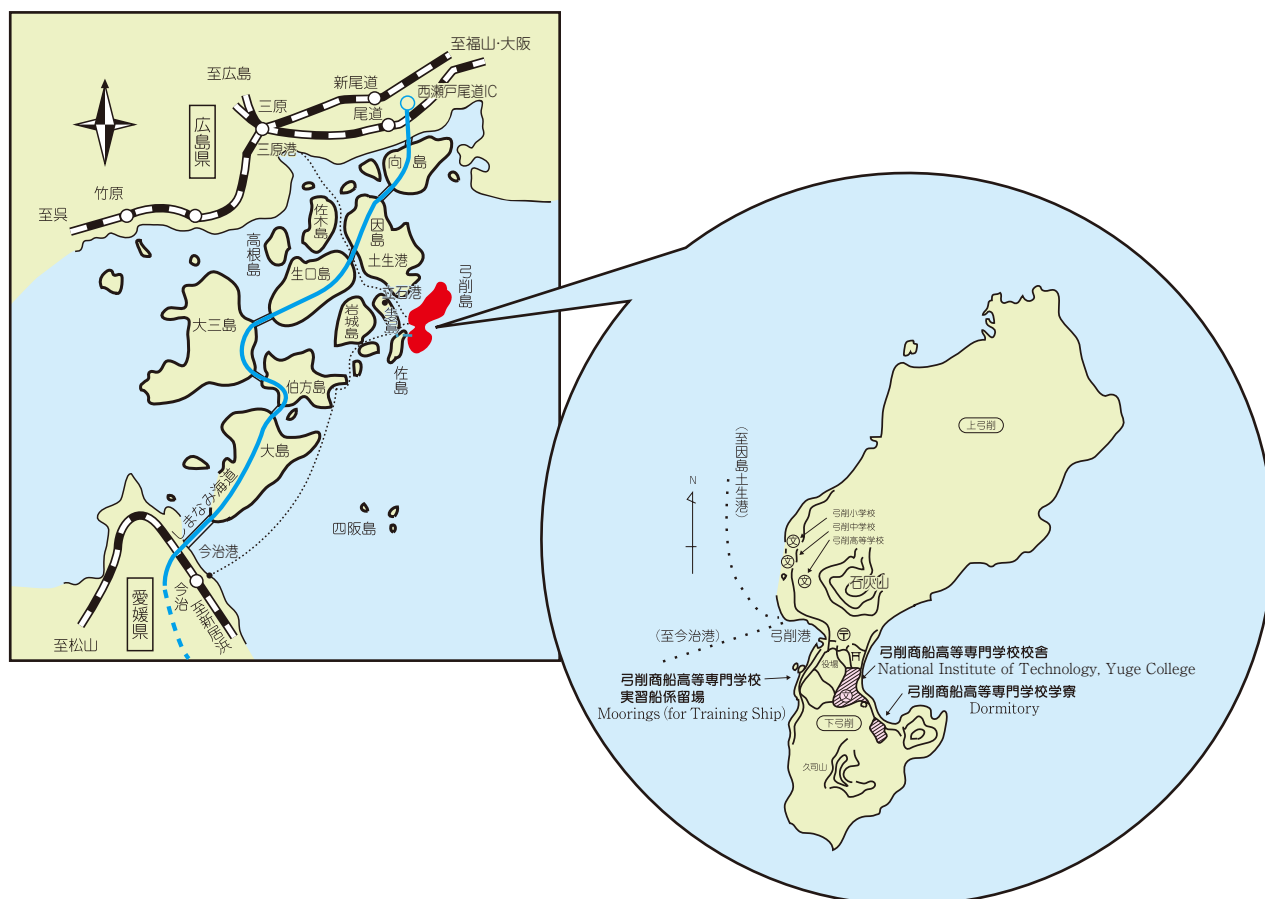 至福山・大阪
至広島
新尾道
西瀬戸尾道IC
三原
尾道
広島県
三原港
向島
竹原
至呉
佐木島
因島
高根島
土生港
生口島
立石港
弓削島
岩城島
生名島
大三島
佐島
伯方島
大島
しまなみ海道
四阪島
今治港
今治
愛媛県
至新居浜
至松山
上弓削
(至因島土生港)
N
弓削小学校
弓削中学校
弓削高等学校
文
文
文
石灰山
(至今治港)
弓削港
〒
役場
弓削商船高等専門学校校舎
National Institute of Technology, Yuge College
弓削商船高等専門学校
実習船係留場
Moorings (for Training Ship)
文
弓削商船高等専門学校学寮
Dormitory
下弓削
久司山